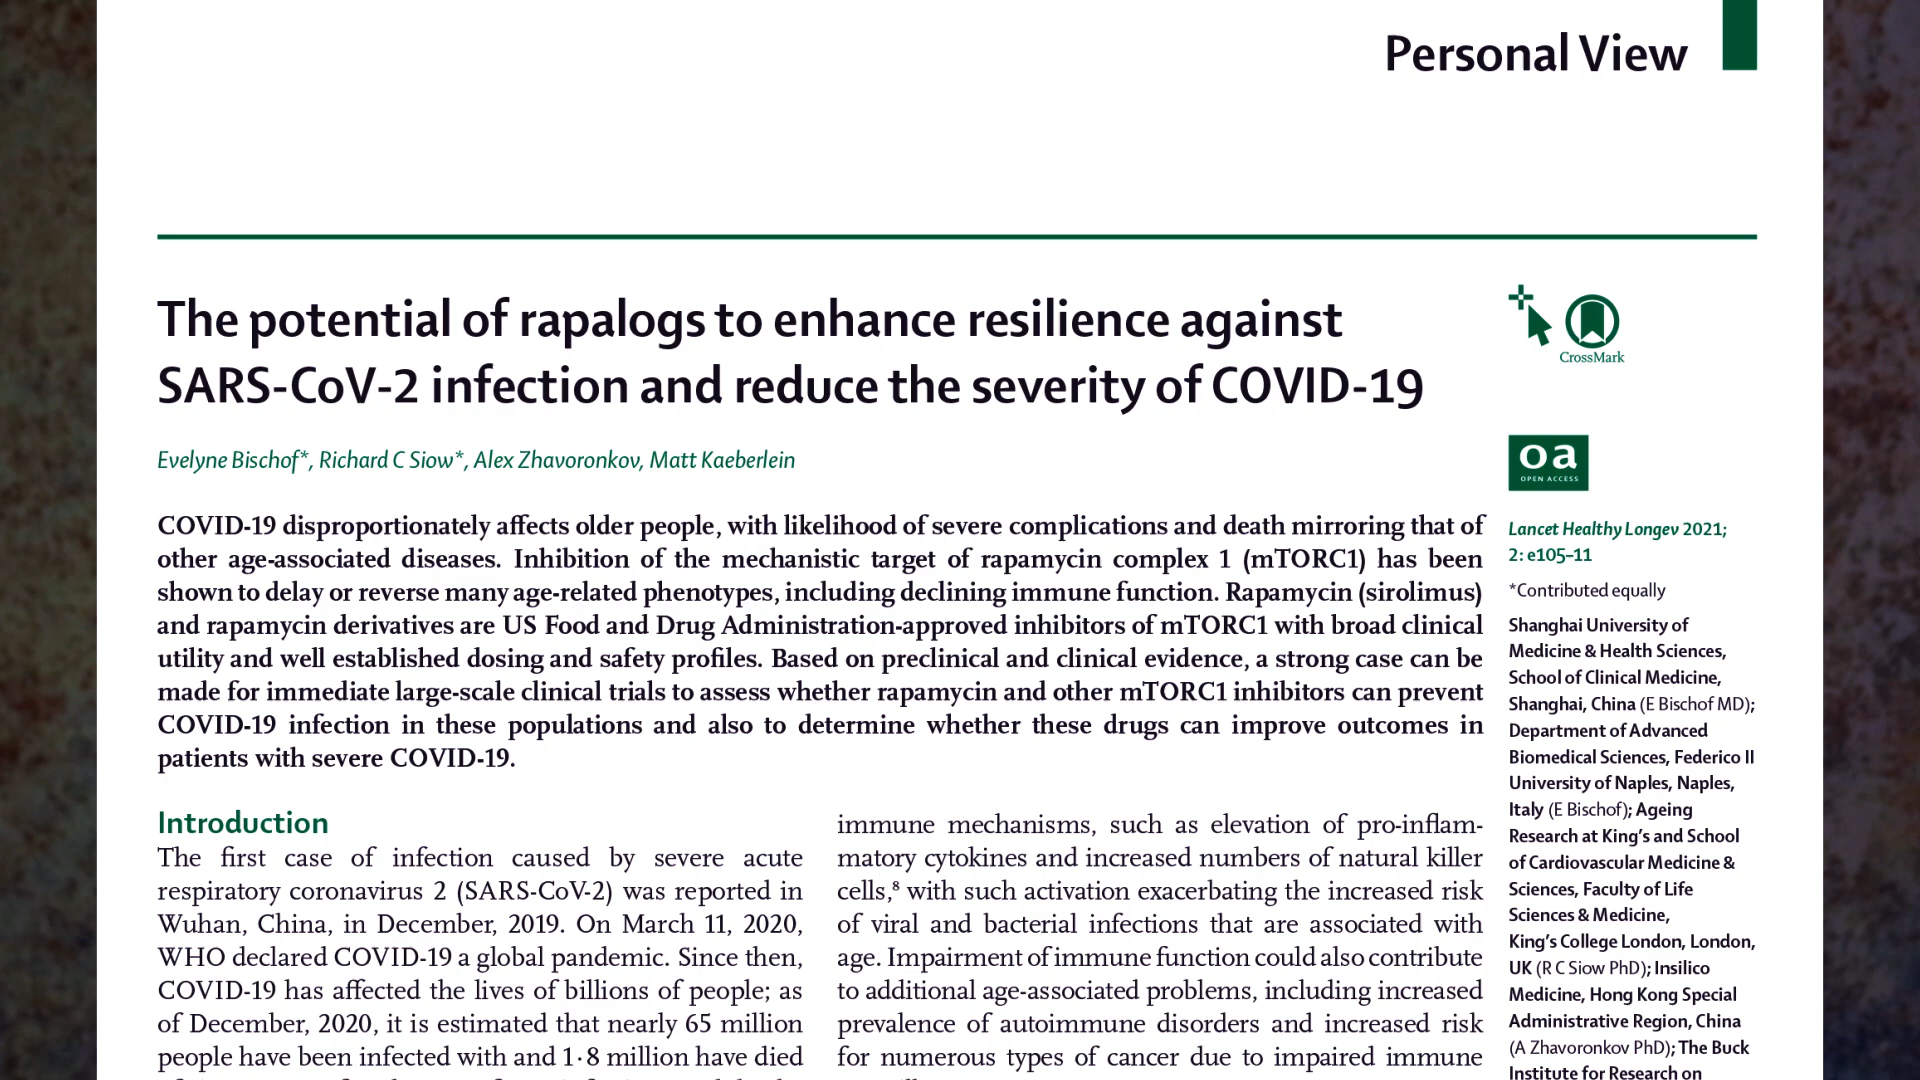 Personal View
The potential of rapalogs to enhance resilience against
SARS-CoV-2 infection and reduce the severity of COVID-19
CrossMark
Evelyne Bischof*, Richard C Siow*, Alex Zhavoronkov, Matt Kaeberlein
oa
OPEN ACCESS
COVID-19 disproportionately affects older people, with likelihood of severe complications and death mirroring that of
other age-associated diseases. Inhibition of the mechanistic target of rapamycin complex 1 (mTORC1) has been
shown to delay or reverse many age-related phenotypes, including declining immune function. Rapamycin (sirolimus)
and rapamycin derivatives are US Food and Drug Administration-approved inhibitors of mTORC1 with broad clinical
utility and well established dosing and safety profiles. Based on preclinical and clinical evidence, a strong case can be
made for immediate large-scale clinical trials to assess whether rapamycin and other mTORC1 inhibitors can prevent
COVID-19 infection in these populations and also to determine whether these drugs can improve outcomes in
patients with severe COVID-19.
Introduction
The first case of infection caused by severe acute
respiratory coronavirus 2 (SARS-CoV-2) was reported in
Wuhan, China, in December, 2019. On March 11, 2020,
WHO declared COVID-19 a global pandemic. Since then,
COVID-19 has affected the lives of billions of people; as
of December, 2020, it is estimated that nearly 65 million
people have been infected with and 1·8 million have died
immune mechanisms, such as elevation of pro-inflam-
matory cytokines and increased numbers of natural killer
cells,⁸ with such activation exacerbating the increased risk
of viral and bacterial infections that are associated with
age. Impairment of immune function could also contribute
to additional age-associated problems, including increased
prevalence of autoimmune disorders and increased risk
for numerous types of cancer due to impaired immune
Lancet Healthy Longev 2021;
2: e105–11
*Contributed equally
Shanghai University of
Medicine & Health Sciences,
School of Clinical Medicine,
Shanghai, China (E Bischof MD);
Department of Advanced
Biomedical Sciences, Federico II
University of Naples, Naples,
Italy (E Bischof); Ageing
Research at King's and School
of Cardiovascular Medicine &
Sciences, Faculty of Life
Sciences & Medicine,
King's College London, London,
UK (R C Siow PhD); Insilico
Medicine, Hong Kong Special
Administrative Region, China
(A Zhavoronkov PhD); The Buck
Institute for Research on